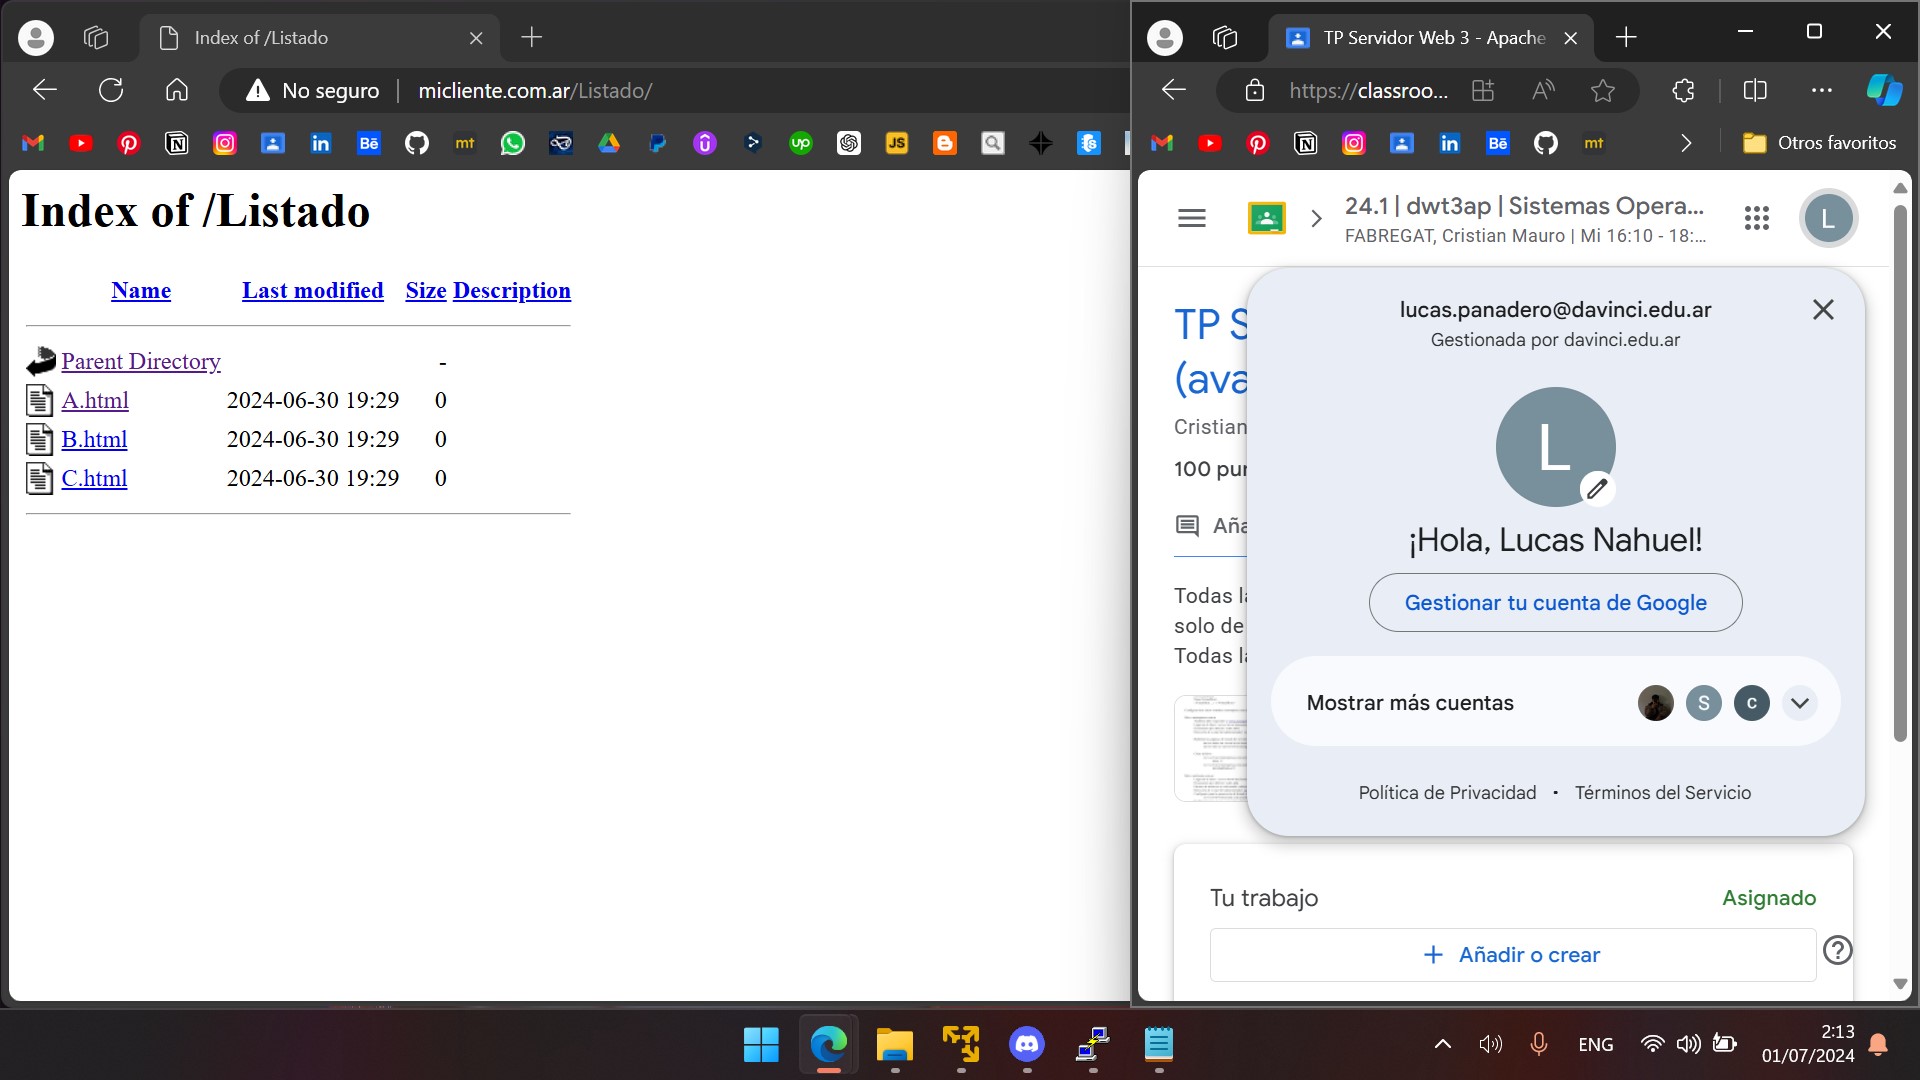 Index of /Listado
No seguro
micliente.com.ar/Listado/
Index of /Listado
Name Last modified Size Description
Parent Directory -
A.html 2024-06-30 19:29 0
B.html 2024-06-30 19:29 0
C.html 2024-06-30 19:29 0
TP Servidor Web 3 - Apache
https://classroo...
Otros favoritos
24.1 | dwt3ap | Sistemas Opera...
FABREGAT, Cristian Mauro | Mi 16:10 - 18:...
L
TP S
(ava
Cristian
100 pun
Aña
Todas la
solo de
Todas la
lucas.panadero@davinci.edu.ar
Gestionada por davinci.edu.ar
L
¡Hola, Lucas Nahuel!
Gestionar tu cuenta de Google
Mostrar más cuentas
S
c
Política de Privacidad • Términos del Servicio
Tu trabajo
Asignado
+ Añadir o crear
ENG
2:13
01/07/2024